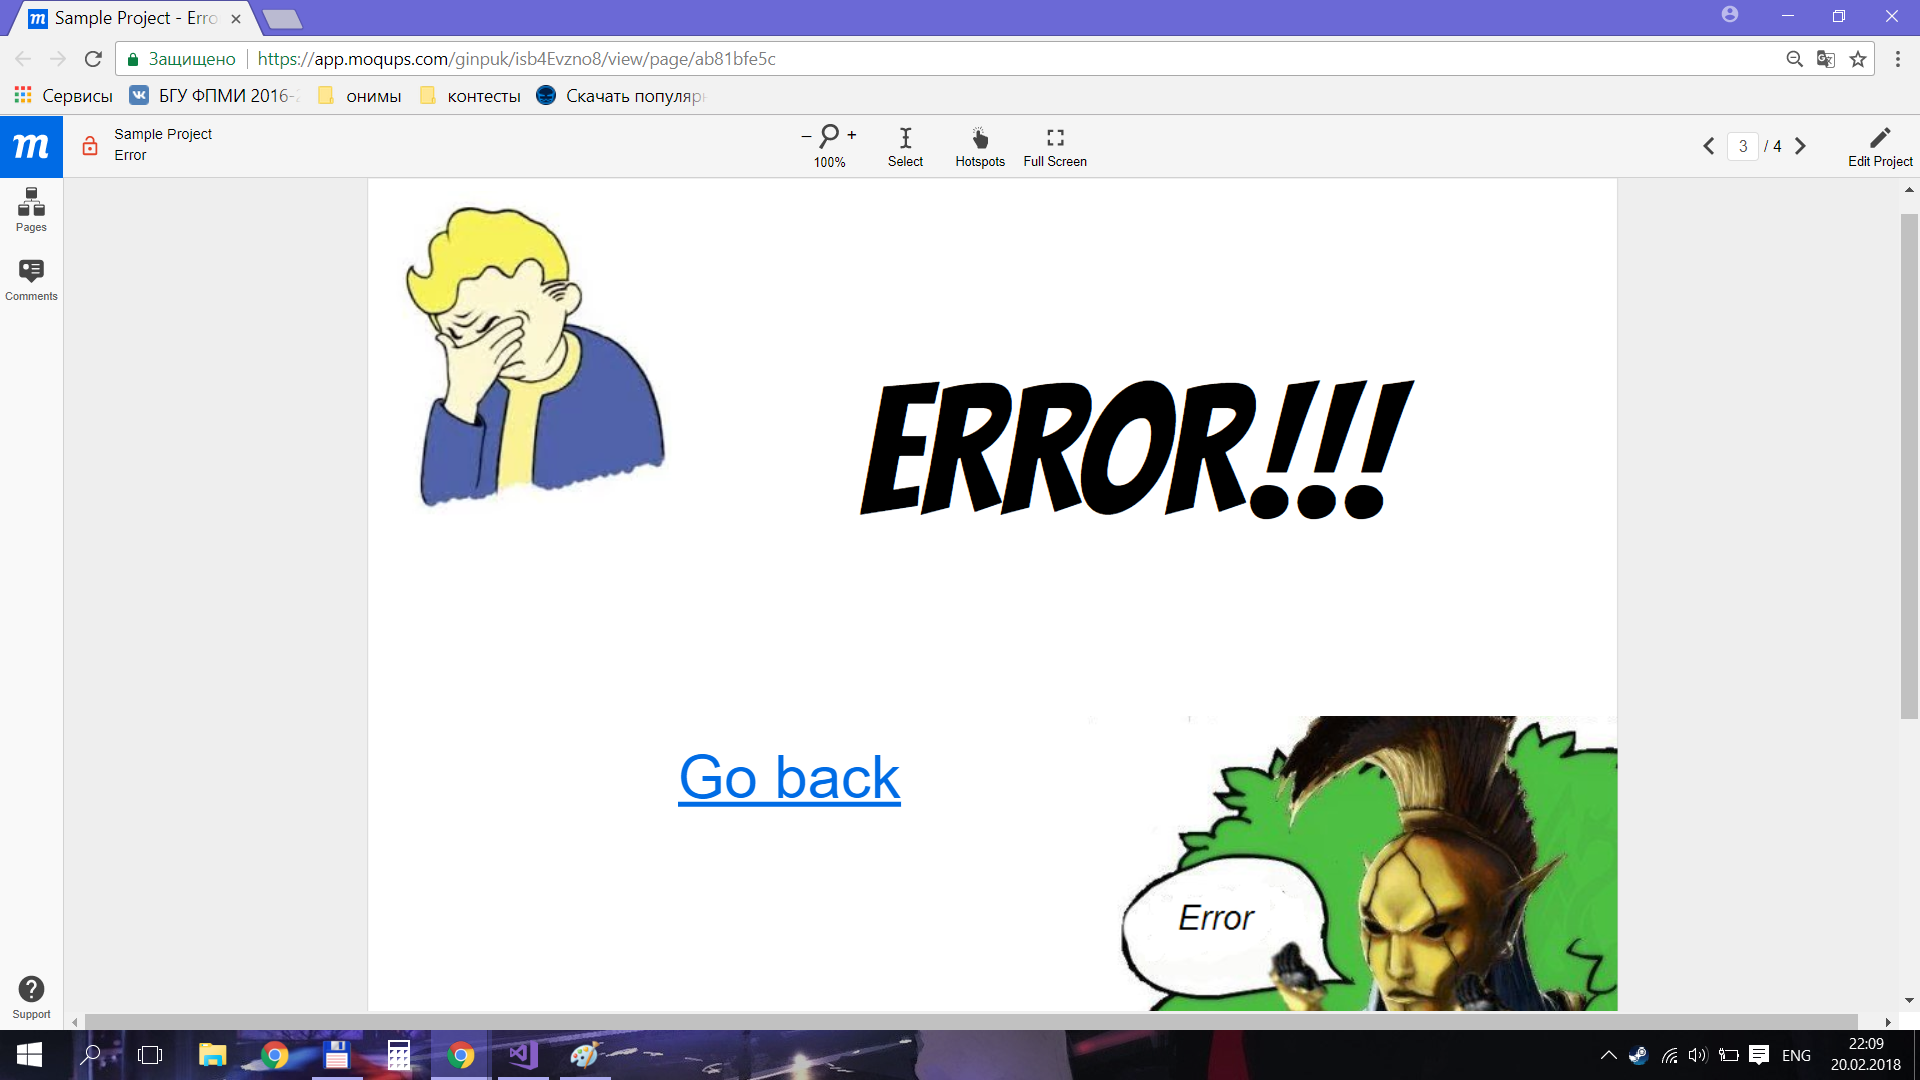 Sample Project - Erro
Защищено
https://app.moqups.com/ginpuk/isb4Evzno8/view/page/ab81bfe5c
Сервисы
БГУ ФПМИ 2016-2
онимы
контесты
Скачать популярн
m
Sample Project
Error
– +
100%
Select
Hotspots
Full Screen
3 / 4
Edit Project
Pages
Comments
ERROR!!!
Go back
Error
Support
ENG
22:09
20.02.2018